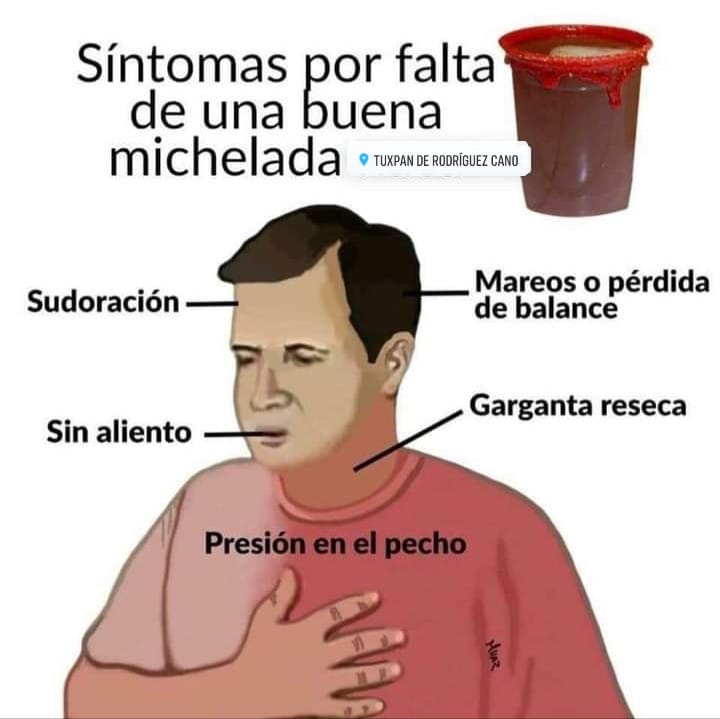 Síntomas por falta
de una buena
michelada
TUXPAN DE RODRÍGUEZ CANO
Sudoración
Mareos o pérdida
de balance
Sin aliento
Garganta reseca
Presión en el pecho